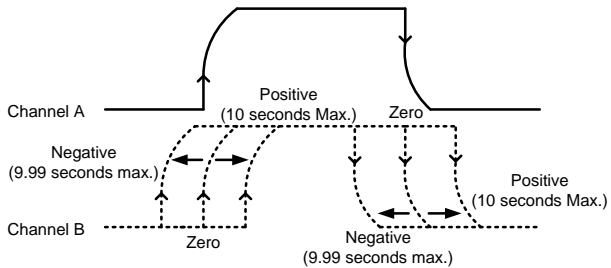 Channel A
Positive
(10 seconds Max.)
Zero
Negative
(9.99 seconds max.)
Channel B
Zero
Positive
(10 seconds Max.)
Negative
(9.99 seconds max.)